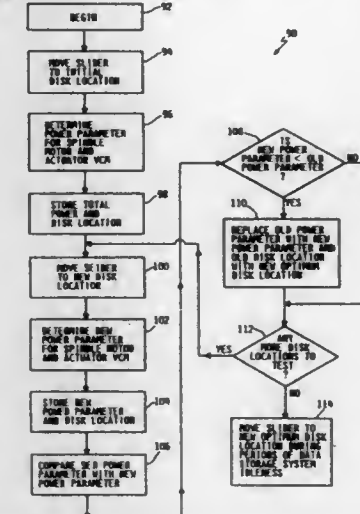 BEGIN
92
90
MOVE SLIDER
TO INITIAL
DISK LOCATION
94
DETERMINE
POWER PARAMETER
FOR SPINDLE
MOTOR AND
ACTUATOR VCM
96
STORE TOTAL
POWER AND
DISK LOCATION
98
MOVE SLIDER
TO NEW DISK
LOCATION
100
DETERMINE NEW
POWER PARAMETER
FOR SPINDLE MOTOR
AND ACTUATOR VCM
102
STORE NEW
POWER PARAMETER
AND DISK LOCATION
104
COMPARE OLD POWER
PARAMETER WITH NEW
POWER PARAMETER
106
108
IS
NEW POWER
PARAMETER < OLD
POWER PARAMETER
?
NO
YES
110
REPLACE OLD POWER
PARAMETER WITH NEW
POWER PARAMETER AND
OLD DISK LOCATION
WITH NEW OPTIMUM
DISK LOCATION
112
ANY
MORE DISK
LOCATIONS TO
TEST
?
YES
NO
114
MOVE SLIDER TO
NEW OPTIMUM DISK
LOCATION DURING
PERIODS OF DATA
STORAGE SYSTEM
IDLENESS